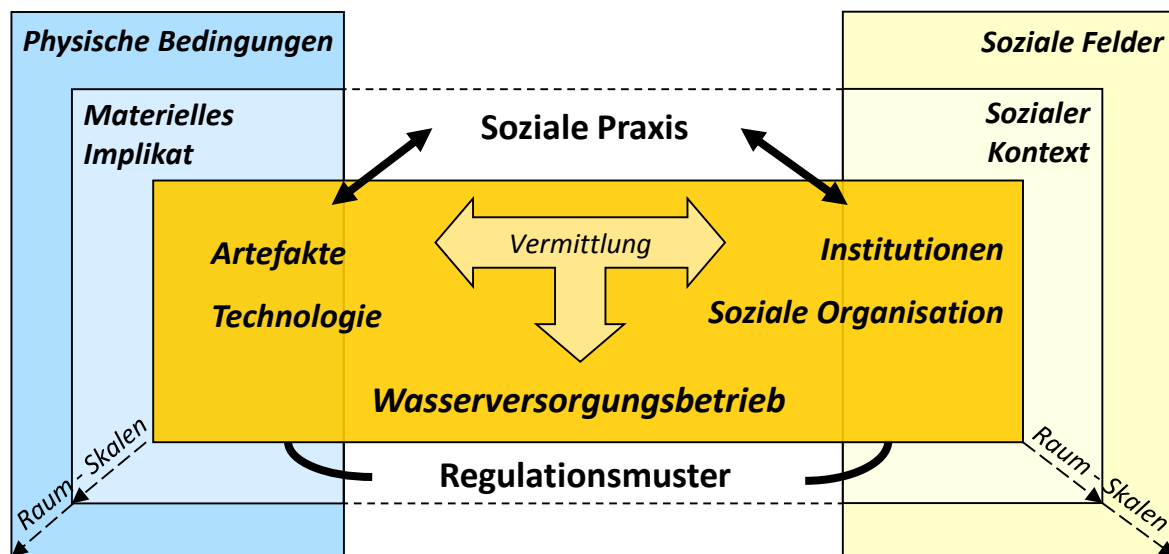 Physische Bedingungen
Soziale Felder
Materielles
Implikat
Soziale Praxis
Sozialer
Kontext
Artefakte
Vermittlung
Institutionen
Technologie
Soziale Organisation
Wasserversorgungsbetrieb
Raum - Skalen
Regulationsmuster
Raum - Skalen